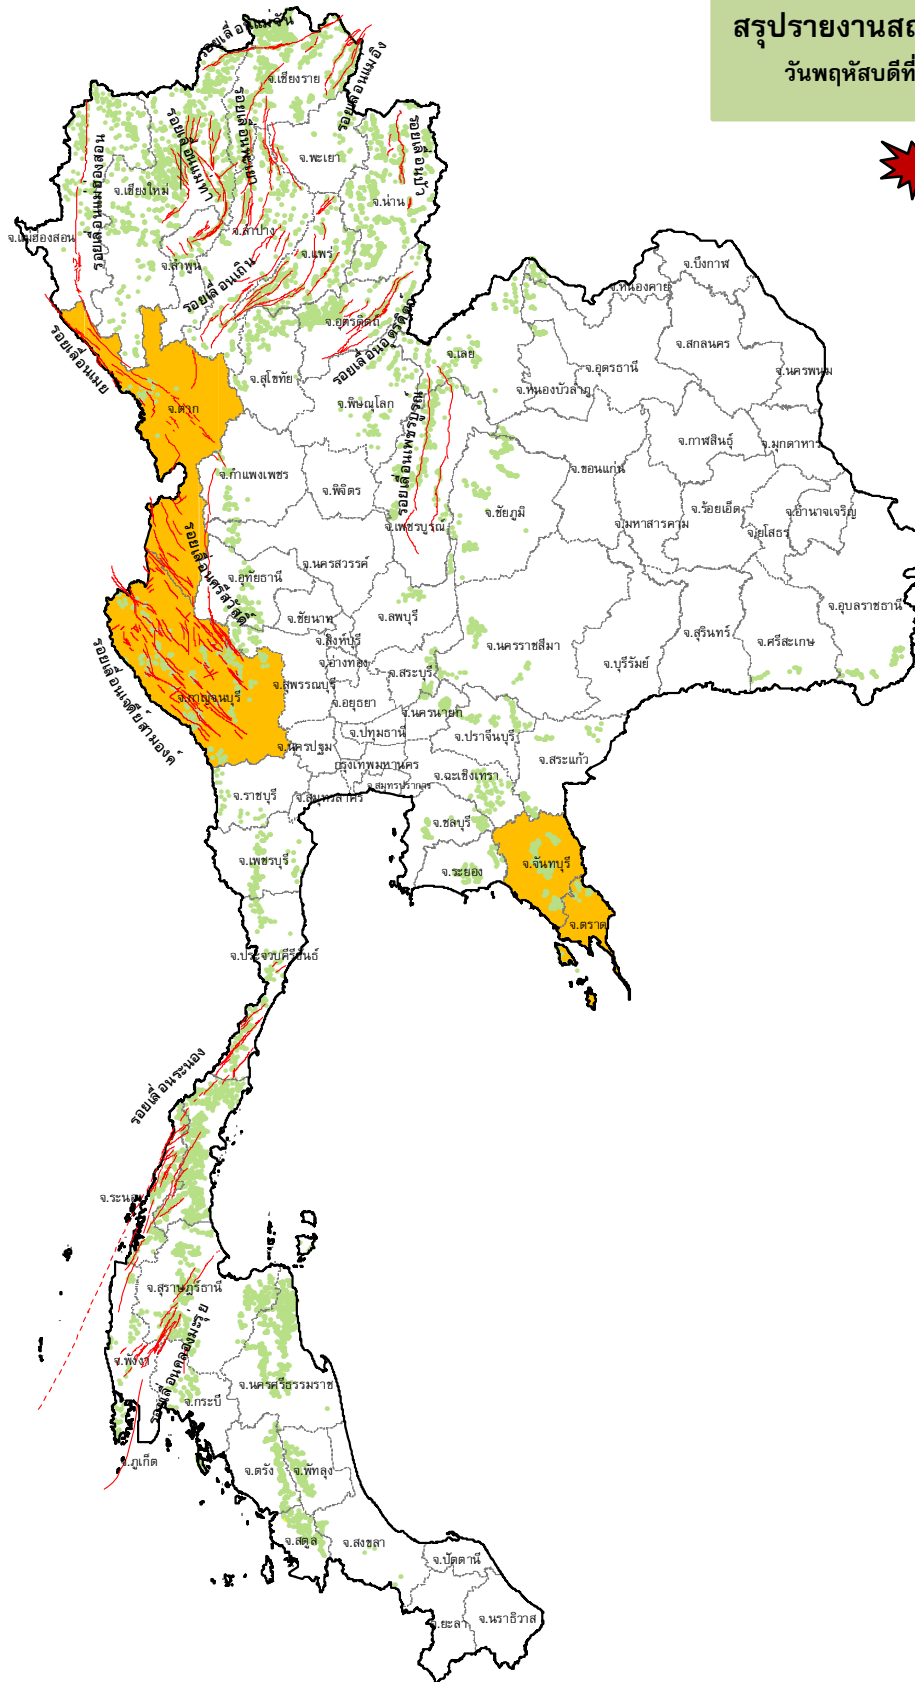 สรุปรายงานสถ
วันพฤหัสบดีที่
รอยเลื่อนแม่จัน
จ.เชียงราย
รอยเลื่อนแม่อิง
รอยเลื่อนแม่ฮ่องสอน
รอยเลื่อนแม่ทา
รอยเลื่อนพะเยา
รอยเลื่อนปัว
จ.พะเยา
จ.เชียงใหม่
จ.น่าน
จ.แม่ฮ่องสอน
จ.ลำปาง
จ.แพร่
จ.ลำพูน
รอยเลื่อนเถิน
จ.บึงกาฬ
จ.หนองคาย
จ.อุตรดิตถ์
รอยเลื่อนอุตรดิตถ์
รอยเลื่อนเมย
จ.เลย
จ.สกลนคร
จ.อุดรธานี
จ.นครพนม
จ.สุโขทัย
จ.หนองบัวลำภู
จ.ตาก
จ.พิษณุโลก
รอยเลื่อนเพชรบูรณ์
จ.กาฬสินธุ์
จ.มุกดาหาร
จ.กำแพงเพชร
จ.พิจิตร
จ.ขอนแก่น
จ.ชัยภูมิ
จ.ร้อยเอ็ด
จ.อำนาจเจริญ
จ.เพชรบูรณ์
จ.มหาสารคาม
จ.ยโสธร
รอยเลื่อนศรีสวัสดิ์
จ.นครสวรรค์
จ.อุทัยธานี
จ.อุบลราชธานี
จ.ชัยนาท
จ.ลพบุรี
จ.สิงห์บุรี
จ.นครราชสีมา
จ.สุรินทร์
จ.ศรีสะเกษ
จ.อ่างทอง
จ.บุรีรัมย์
รอยเลื่อนเจดีย์สามองค์
จ.สระบุรี
จ.สุพรรณบุรี
จ.กาญจนบุรี
จ.อยุธยา
จ.นครนายก
จ.ปทุมธานี
จ.ปราจีนบุรี
จ.นครปฐม
จ.สระแก้ว
กรุงเทพมหานคร
จ.ฉะเชิงเทรา
จ.สมุทรปราการ
จ.ราชบุรี
จ.สมุทรสาคร
จ.ชลบุรี
จ.เพชรบุรี
จ.ระยอง
จ.จันทบุรี
จ.ตราด
จ.ประจวบคีรีขันธ์
รอยเลื่อนระนอง
จ.ระนอง
จ.สุราษฎร์ธานี
รอยเลื่อนคลองมะรุ่ย
จ.พังงา
จ.นครศรีธรรมราช
จ.กระบี่
จ.ภูเก็ต
จ.ตรัง
จ.พัทลุง
จ.สตูล
จ.สงขลา
จ.ปัตตานี
จ.ยะลา
จ.นราธิวาส